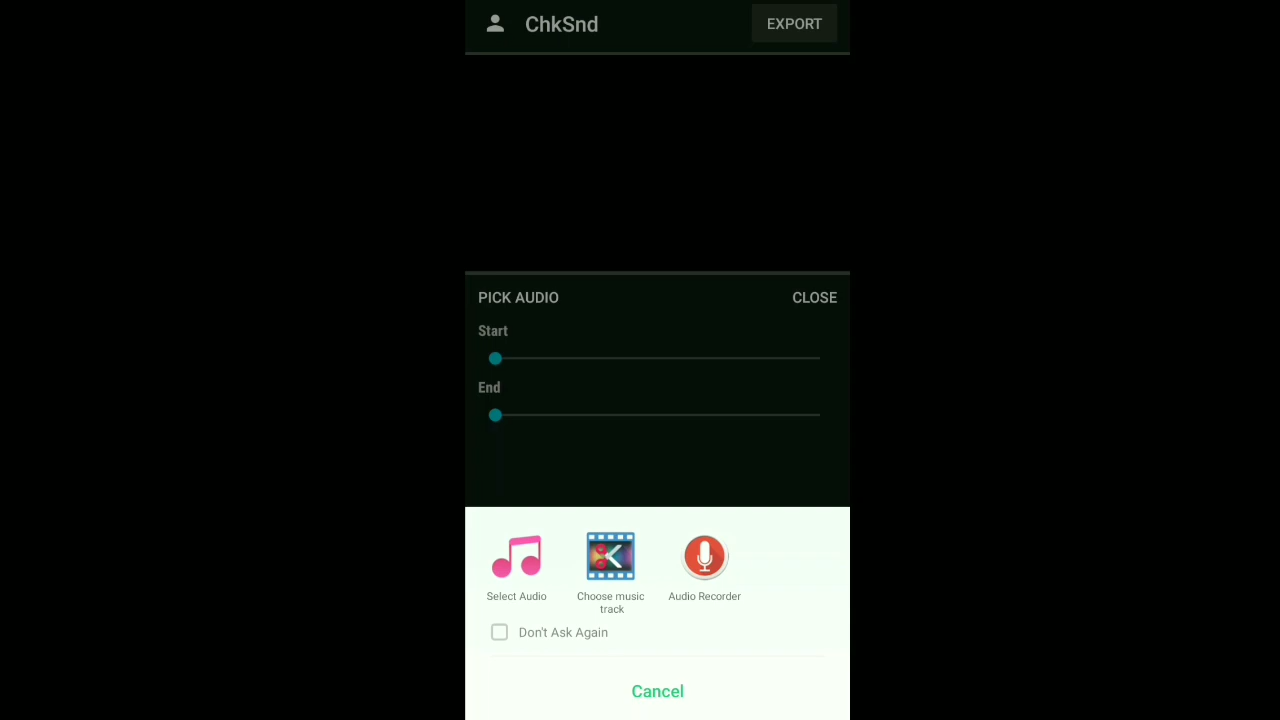 ChkSnd
EXPORT
PICK AUDIO
CLOSE
Start
End
Select Audio
Choose music
track
Audio Recorder
Don't Ask Again
Cancel